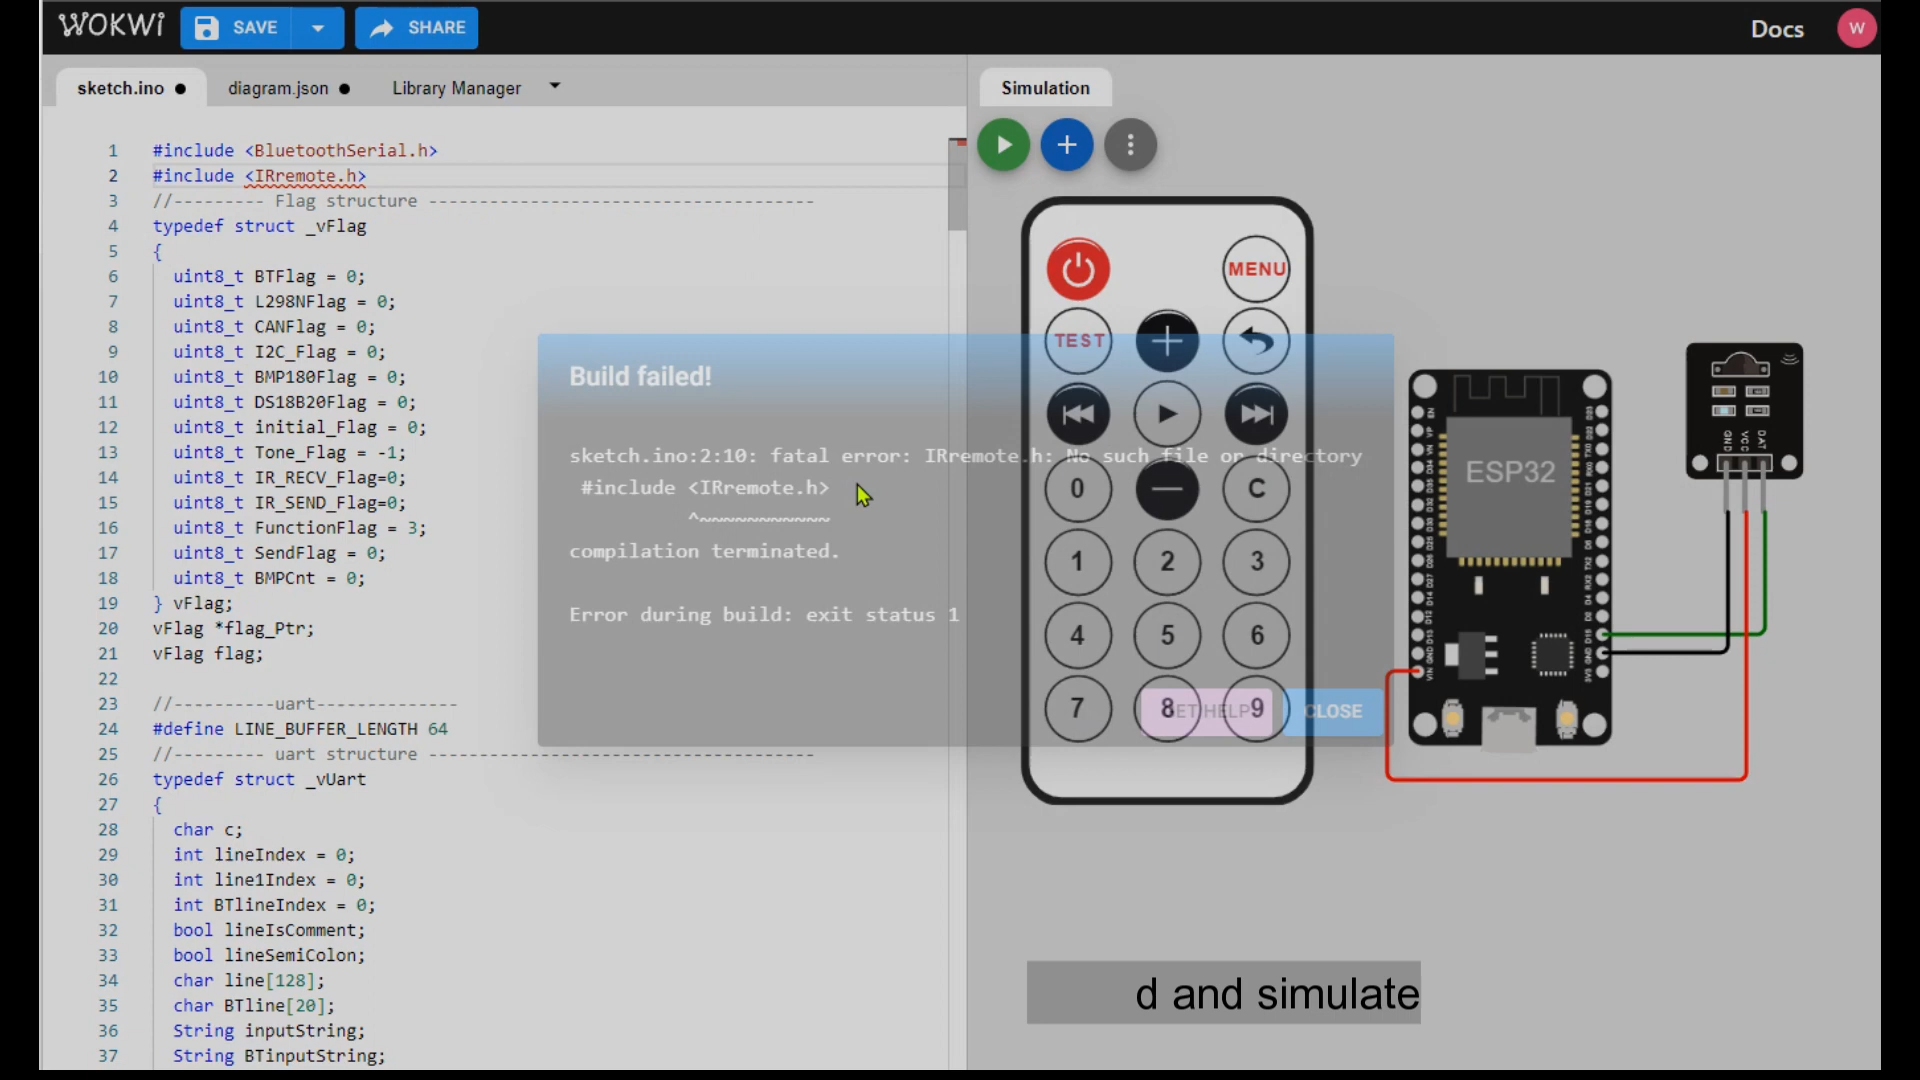 WOKWi
SAVE
SHARE
Docs
W
sketch.ino
diagram.json
Library Manager
Simulation
1 #include <BluetoothSerial.h>
2 #include <IRremote.h>
3 //--------- Flag structure --------------------------------------
4 typedef struct _vFlag
5 {
6 uint8_t BTFlag = 0;
7 uint8_t L298NFlag = 0;
8 uint8_t CANFlag = 0;
9 uint8_t I2C_Flag = 0;
10 uint8_t BMP180Flag = 0;
11 uint8_t DS18B20Flag = 0;
12 uint8_t initial_Flag = 0;
13 uint8_t Tone_Flag = -1;
14 uint8_t IR_RECV_Flag=0;
15 uint8_t IR_SEND_Flag=0;
16 uint8_t FunctionFlag = 3;
17 uint8_t SendFlag = 0;
18 uint8_t BMPCnt = 0;
19 } vFlag;
20 vFlag *flag_Ptr;
21 vFlag flag;
22
23 //----------uart--------------
24 #define LINE_BUFFER_LENGTH 64
25 //--------- uart structure --------------------------------------
26 typedef struct _vUart
27 {
28 char c;
29 int lineIndex = 0;
30 int line1Index = 0;
31 int BTlineIndex = 0;
32 bool lineIsComment;
33 bool lineSemiColon;
34 char line[128];
35 char BTline[20];
36 String inputString;
37 String BTinputString;
Build failed!
sketch.ino:2:10: fatal error: IRremote.h: No such file or directory
#include <IRremote.h>
^~~~~~~~~~~~
compilation terminated.
Error during build: exit status 1
ET HELP
CLOSE
MENU
TEST
0 C
1 2 3
4 5 6
7 8 9
ESP32
GND
VCC
DAT
d and simulate